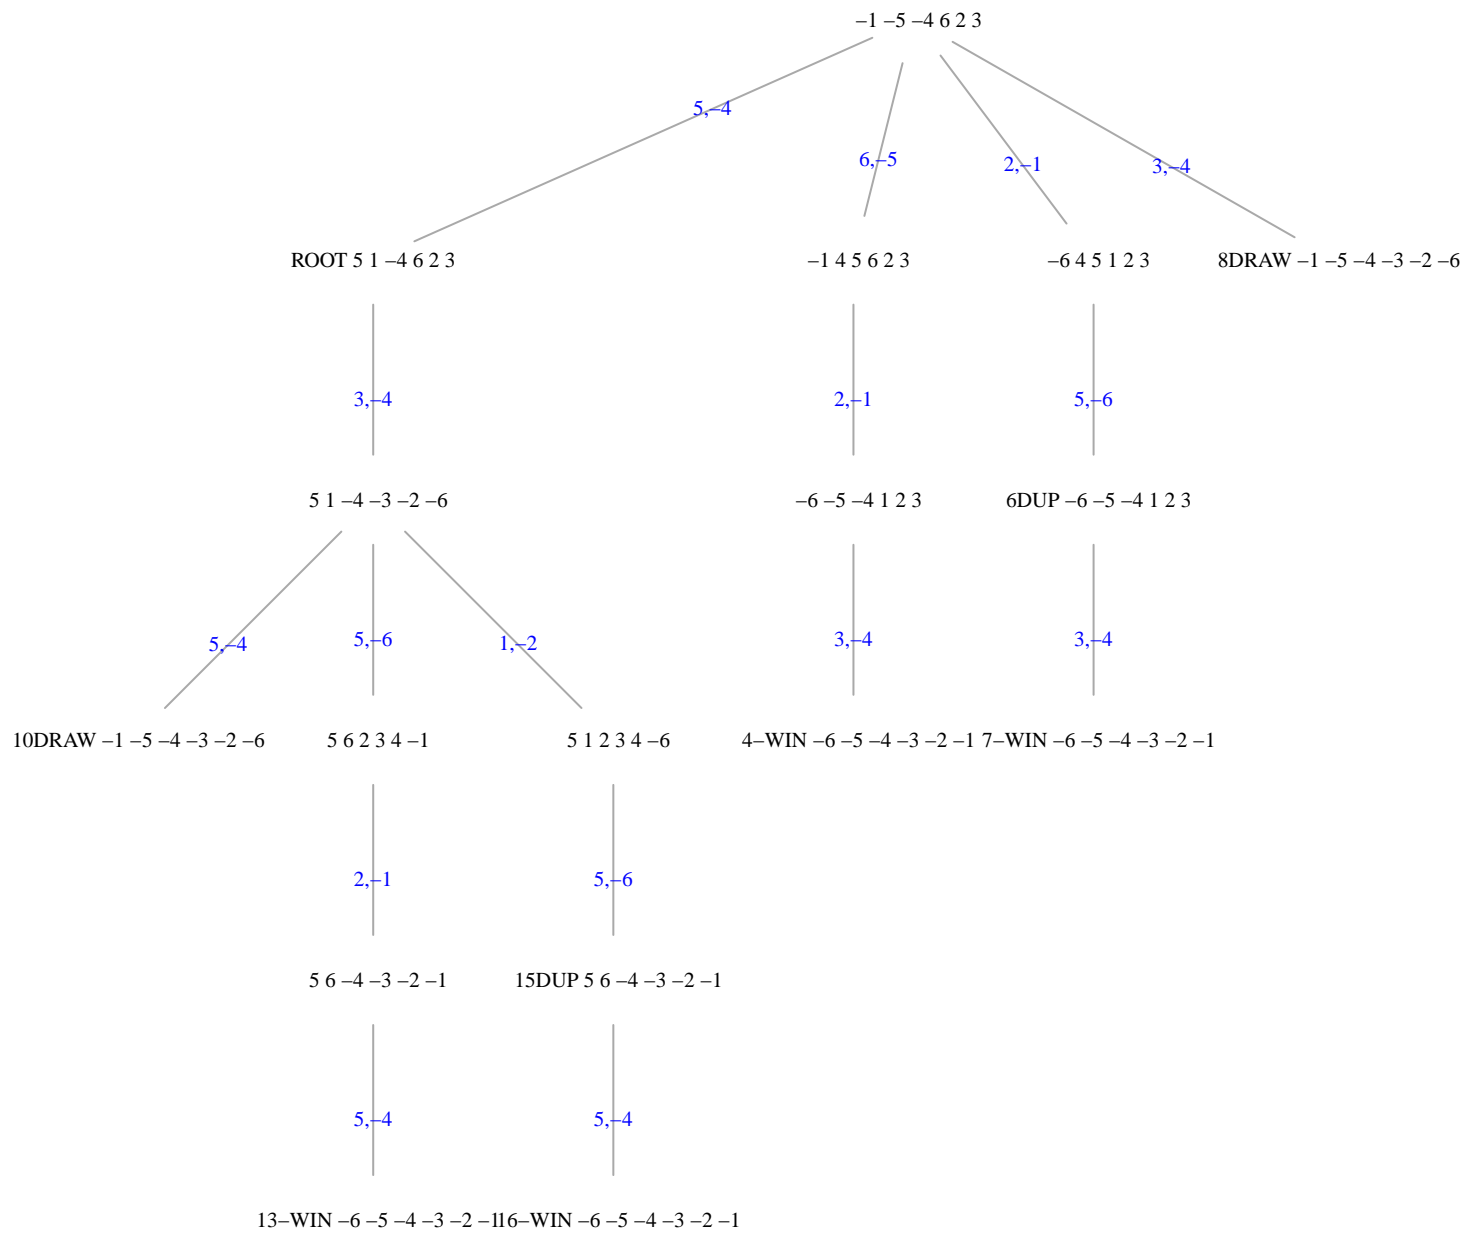 –1 –5 –4 6 2 3
5,–4
6,–5
2,–1
3,–4
ROOT 5 1 –4 6 2 3
–1 4 5 6 2 3
–6 4 5 1 2 3
8DRAW –1 –5 –4 –3 –2 –6
3,–4
2,–1
5,–6
5 1 –4 –3 –2 –6
–6 –5 –4 1 2 3
6DUP –6 –5 –4 1 2 3
5,–4
5,–6
1,–2
3,–4
3,–4
10DRAW –1 –5 –4 –3 –2 –6
5 6 2 3 4 –1
5 1 2 3 4 –6
4–WIN –6 –5 –4 –3 –2 –1
7–WIN –6 –5 –4 –3 –2 –1
2,–1
5,–6
5 6 –4 –3 –2 –1
15DUP 5 6 –4 –3 –2 –1
5,–4
5,–4
13–WIN –6 –5 –4 –3 –2 –1
16–WIN –6 –5 –4 –3 –2 –1